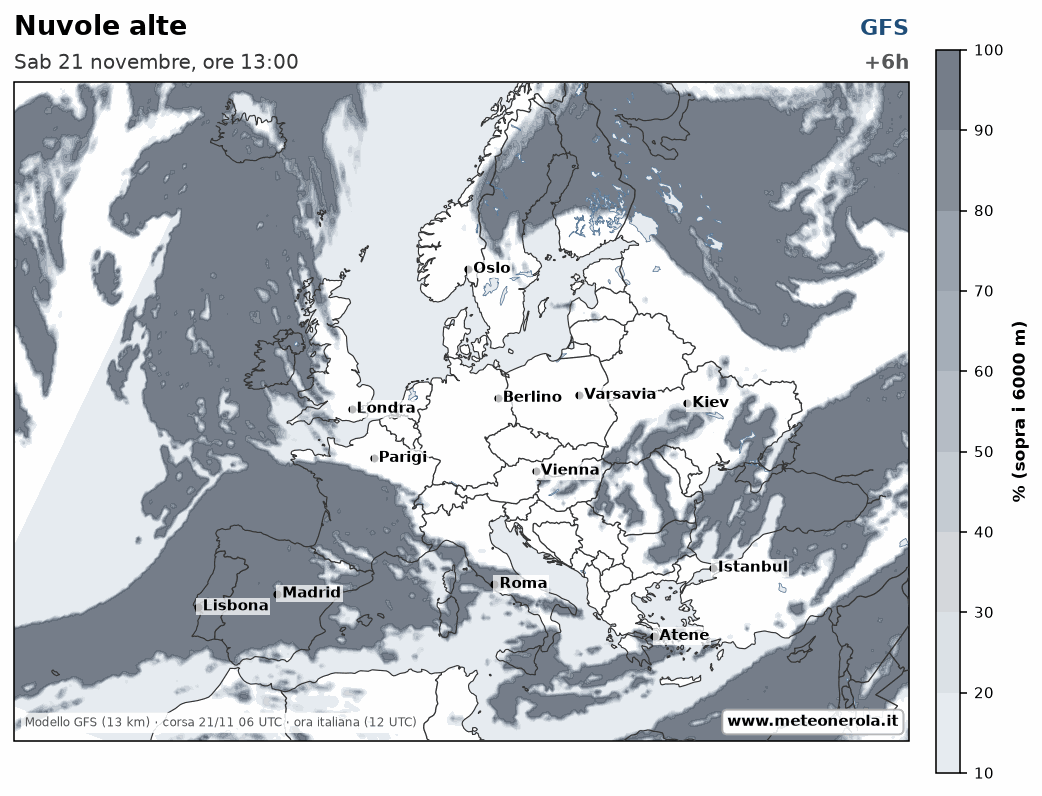 Nuvole alte
GFS
Sab 21 novembre, ore 13:00
+6h
100
90
80
70
60
50
40
30
20
10
% (sopra i 6000 m)
Oslo
Londra
Berlino
Varsavia
Kiev
Parigi
Vienna
Istanbul
Roma
Madrid
Lisbona
Atene
Modello GFS (13 km) · corsa 21/11 06 UTC · ora italiana (12 UTC)
www.meteonerola.it